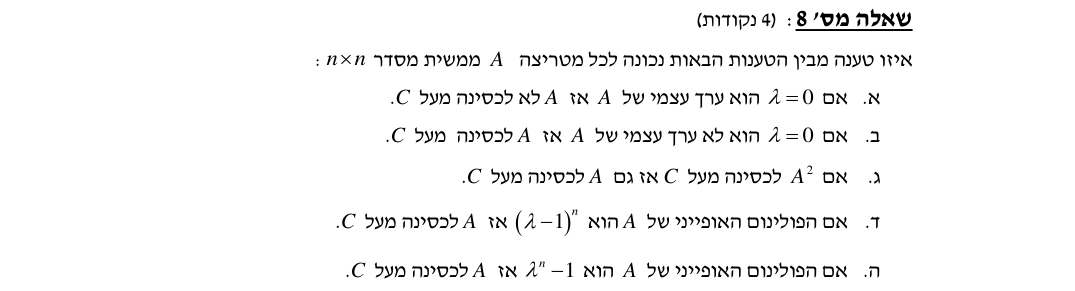 שאלה מס' 8 : (4 נקודות)
איזו טענה מבין הטענות הבאות נכונה לכל מטריצה A ממשית מסדר n×n :
א. אם λ = 0 הוא ערך עצמי של A אז A לא לכסינה מעל C.
ב. אם λ = 0 הוא לא ערך עצמי של A אז A לכסינה מעל C.
ג. אם A² לכסינה מעל C אז גם A לכסינה מעל C.
ד. אם הפולינום האופייני של A הוא (λ−1)ⁿ אז A לכסינה מעל C.
ה. אם הפולינום האופייני של A הוא λⁿ −1 אז A לכסינה מעל C.